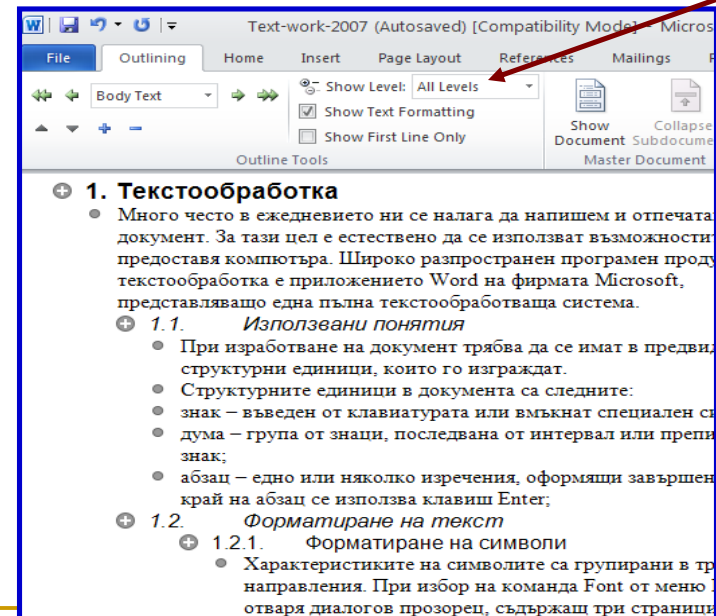 Text-work-2007 (Autosaved) [Compatibility Mode] - Micros
File Outlining Home Insert Page Layout References Mailings
Body Text Show Level: All Levels
Show Text Formatting
Show First Line Only
Show Document
Collapse Subdocume
Outline Tools
Master Document
1. Текстообработка
Много често в ежедневието ни се налага да напишем и отпечата
документ. За тази цел е естествено да се използват възможностит
предоставя компютъра. Широко разпространен програмен проду
текстообработка е приложението Word на фирмата Microsoft,
представляващо една пълна текстообработваща система.
1.1. Използвани понятия
При изработване на документ трябва да се имат в предвид
структурни единици, които го изграждат.
Структурните единици в документа са следните:
знак – въведен от клавиатурата или вмъкнат специален си
дума – група от знаци, последвана от интервал или препи
знак;
абзац – едно или няколко изречения, оформящи завършен
край на абзац се използва клавиш Enter;
1.2. Форматиране на текст
1.2.1. Форматиране на символи
Характеристиките на символите са групирани в тр
направления. При избор на команда Font от меню
отваря диалогов прозорец, съдържащ три страници